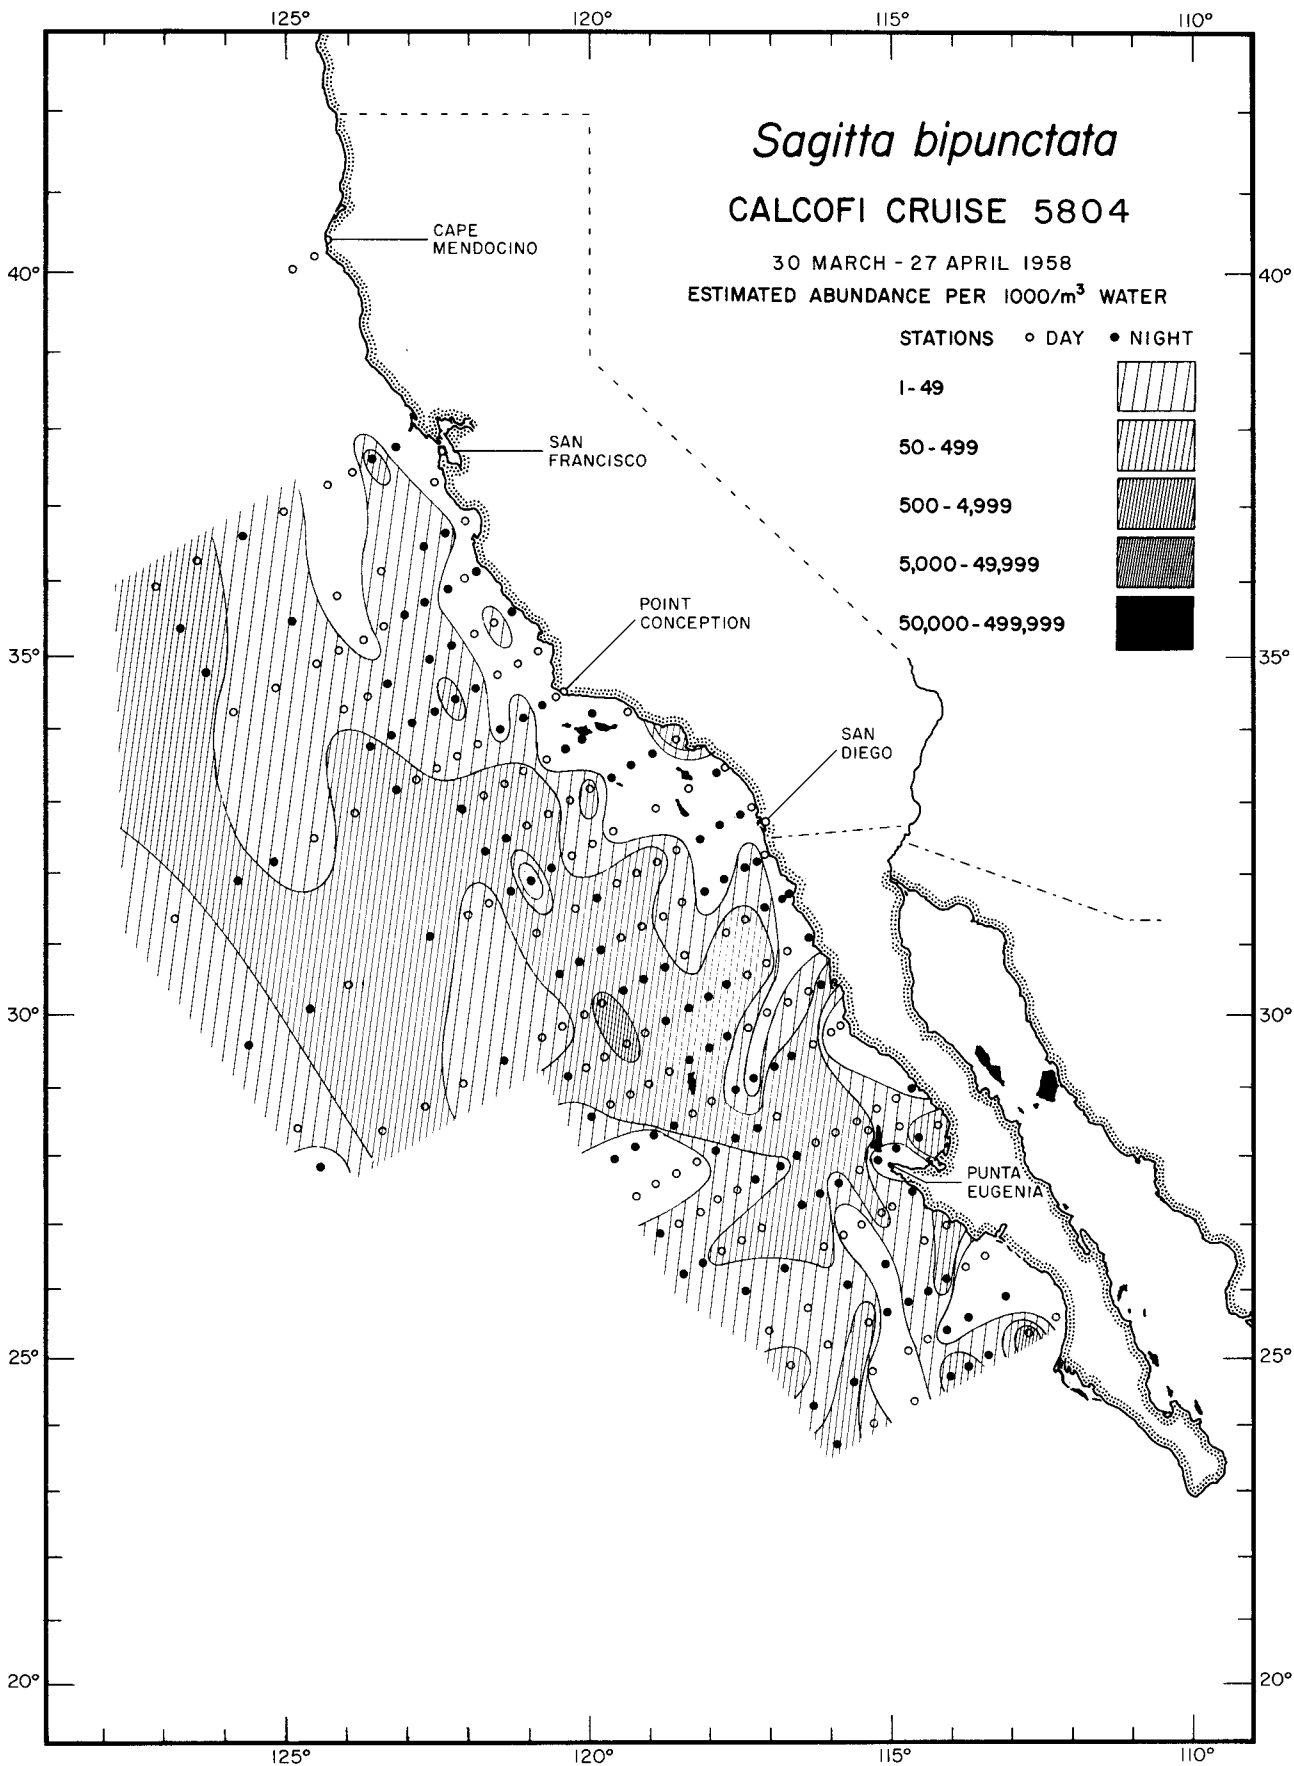 125° 120° 115° 110°
Sagitta bipunctata
CALCOFI CRUISE 5804
30 MARCH - 27 APRIL 1958
ESTIMATED ABUNDANCE PER 1000/m³ WATER
STATIONS ○ DAY ● NIGHT
1-49
50-499
500-4,999
5,000-49,999
50,000-499,999
CAPE
MENDOCINO
40° 40°
SAN
FRANCISCO
POINT
CONCEPTION
35° 35°
SAN
DIEGO
30° 30°
PUNTA
EUGENIA
25° 25°
20° 20°
125° 120° 115° 110°